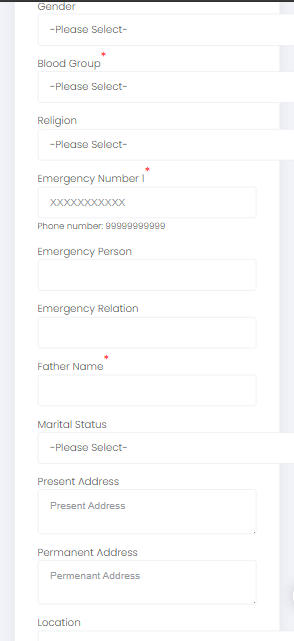 Gender
-Please Select-
Blood Group*
-Please Select-
Religion
-Please Select-
Emergency Number 1*
XXXXXXXXXXX
Phone number: 99999999999
Emergency Person
Emergency Relation
Father Name*
Marital Status
-Please Select-
Present Address
Present Address
Permanent Address
Permenant Address
Location